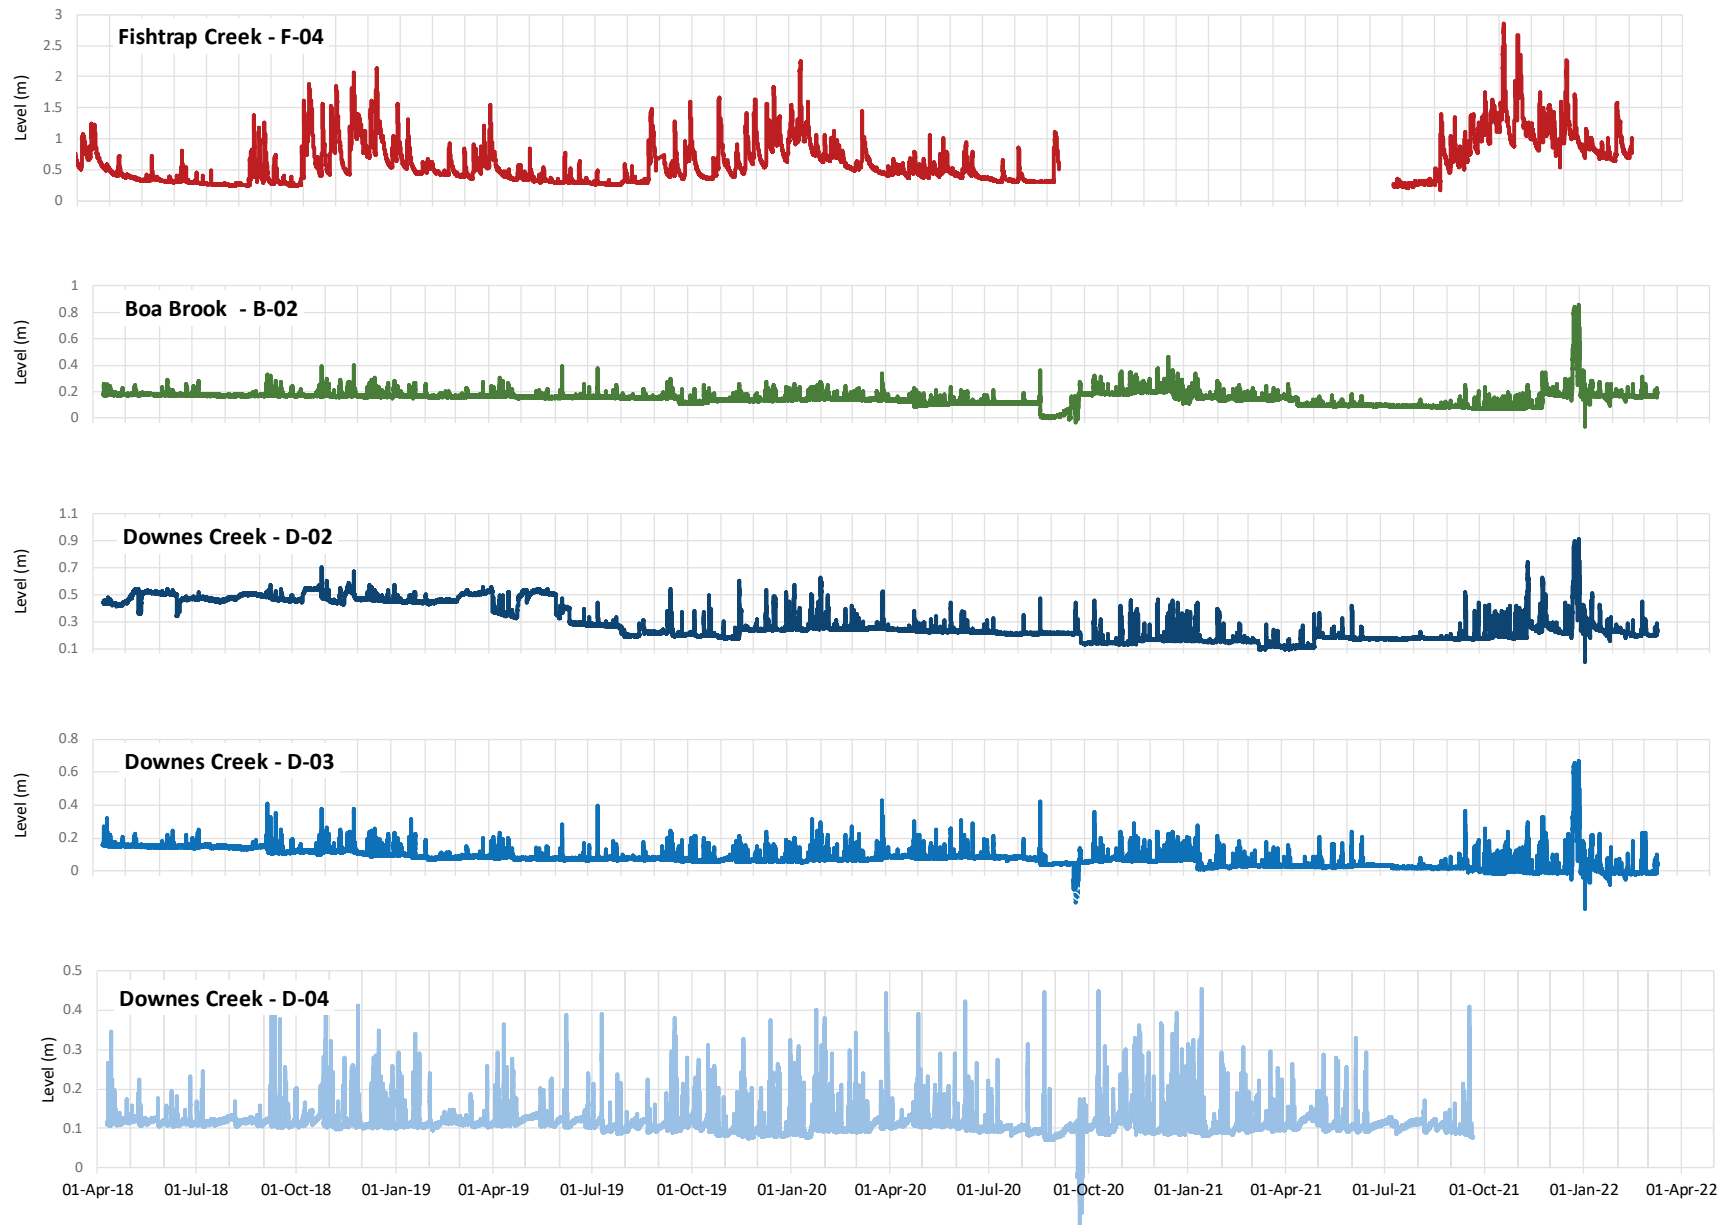 Fishtrap Creek - F-04
Level (m)
3
2.5
2
1.5
1
0.5
0
Boa Brook - B-02
Level (m)
1
0.8
0.6
0.4
0.2
0
Downes Creek - D-02
Level (m)
1.1
0.9
0.7
0.5
0.3
0.1
Downes Creek - D-03
Level (m)
0.8
0.6
0.4
0.2
0
Downes Creek - D-04
Level (m)
0.5
0.4
0.3
0.2
0.1
0
01-Apr-18 01-Jul-18 01-Oct-18 01-Jan-19 01-Apr-19 01-Jul-19 01-Oct-19 01-Jan-20 01-Apr-20 01-Jul-20 01-Oct-20 01-Jan-21 01-Apr-21 01-Jul-21 01-Oct-21 01-Jan-22 01-Apr-22